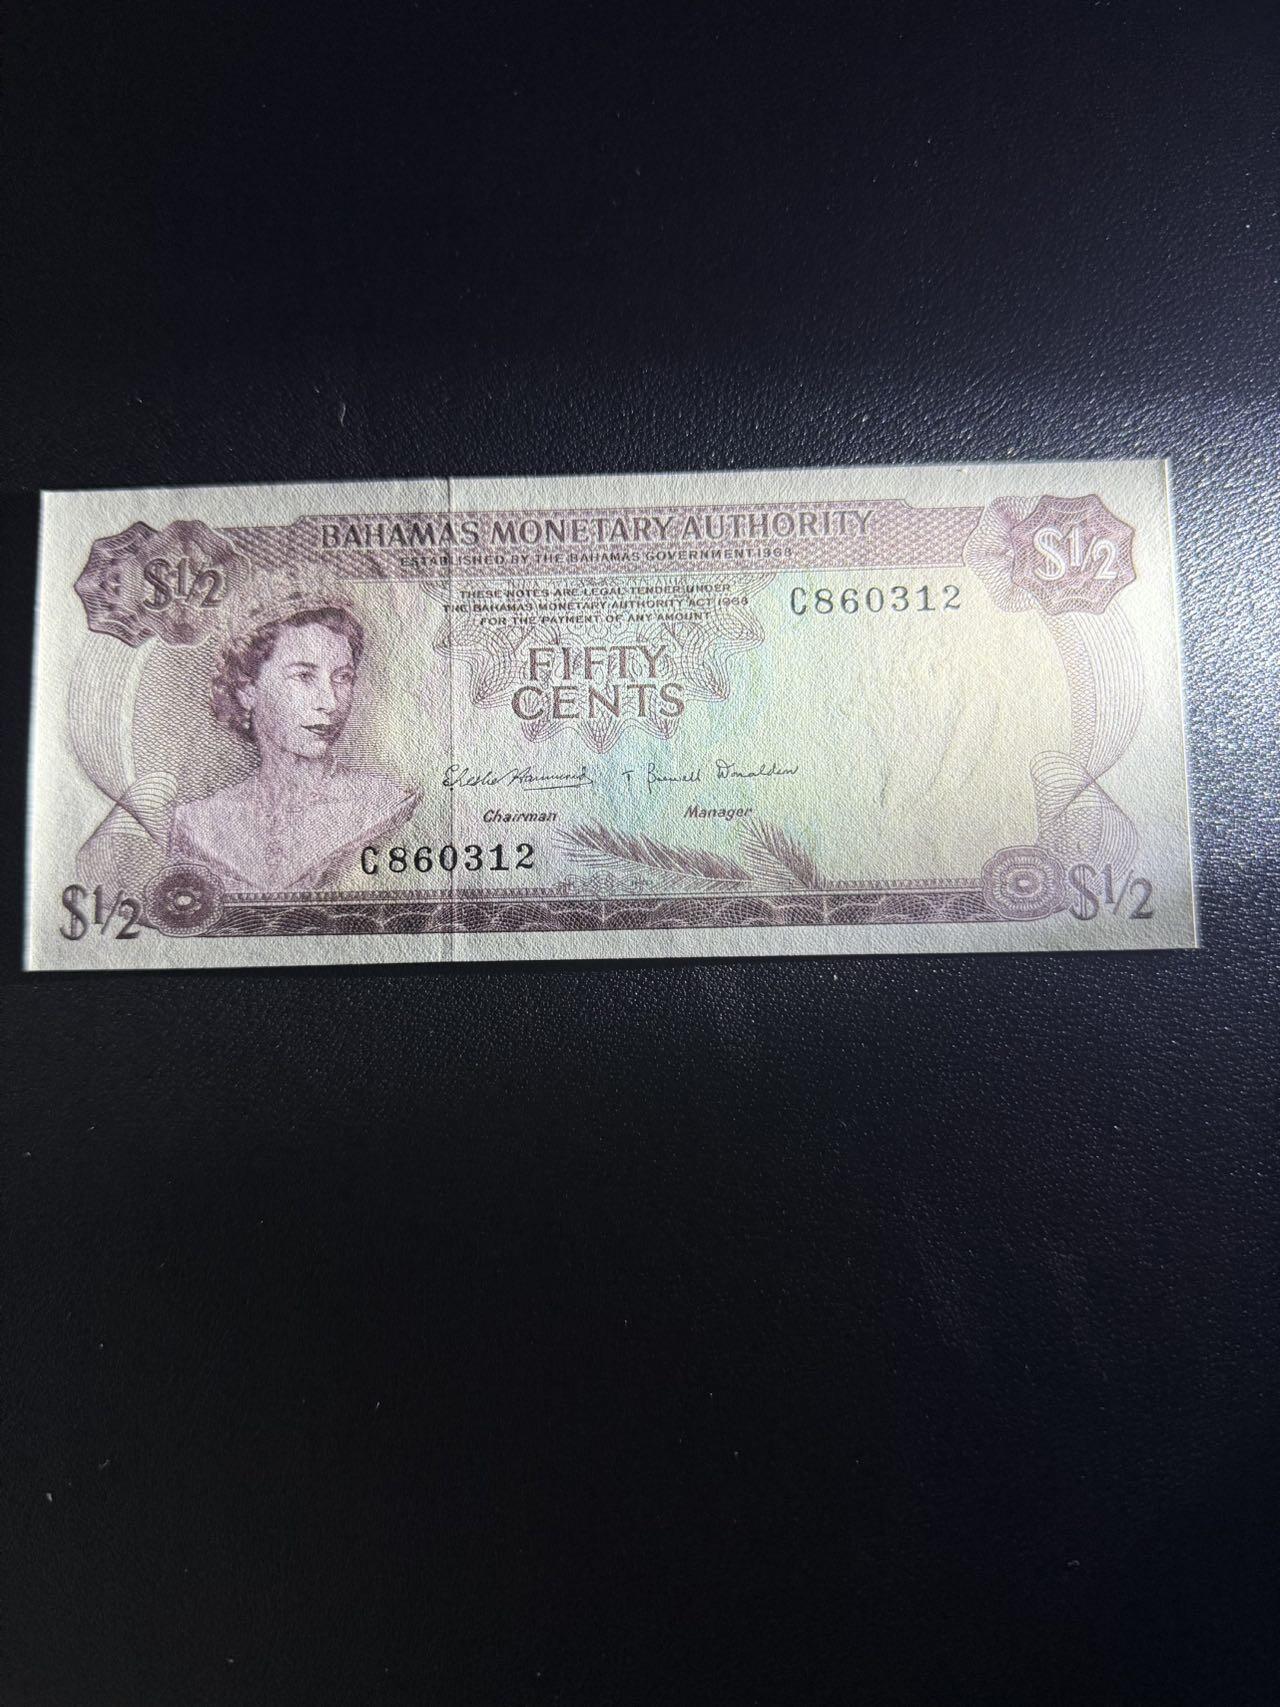 BAHAMAS MONETARY AUTHORITY
ESTABLISHED BY THE BAHAMAS GOVERNMENT 1968
$1/2
$1/2
THESE NOTES ARE LEGAL TENDER UNDER
THE BAHAMAS MONETARY AUTHORITY ACT 1968
FOR THE PAYMENT OF ANY AMOUNT
C860312
FIFTY
CENTS
T Donaldson
Chairman Manager
C860312
$1/2
$1/2